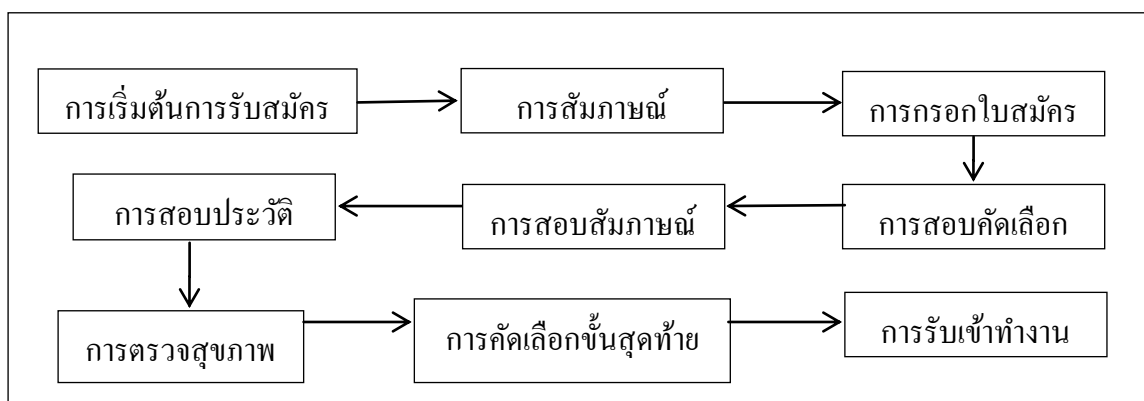 การเริ่มต้นการรับสมัคร
การสัมภาษณ์
การกรอกใบสมัคร
การสอบคัดเลือก
การสอบสัมภาษณ์
การสอบประวัติ
การตรวจสุขภาพ
การคัดเลือกขั้นสุดท้าย
การรับเข้าทำงาน